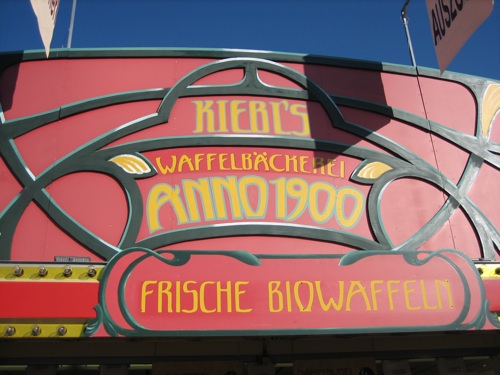 KIEBL'S
WAFFELBÄCKEREI
ANNO 1900
FRISCHE BIOWAFFELN